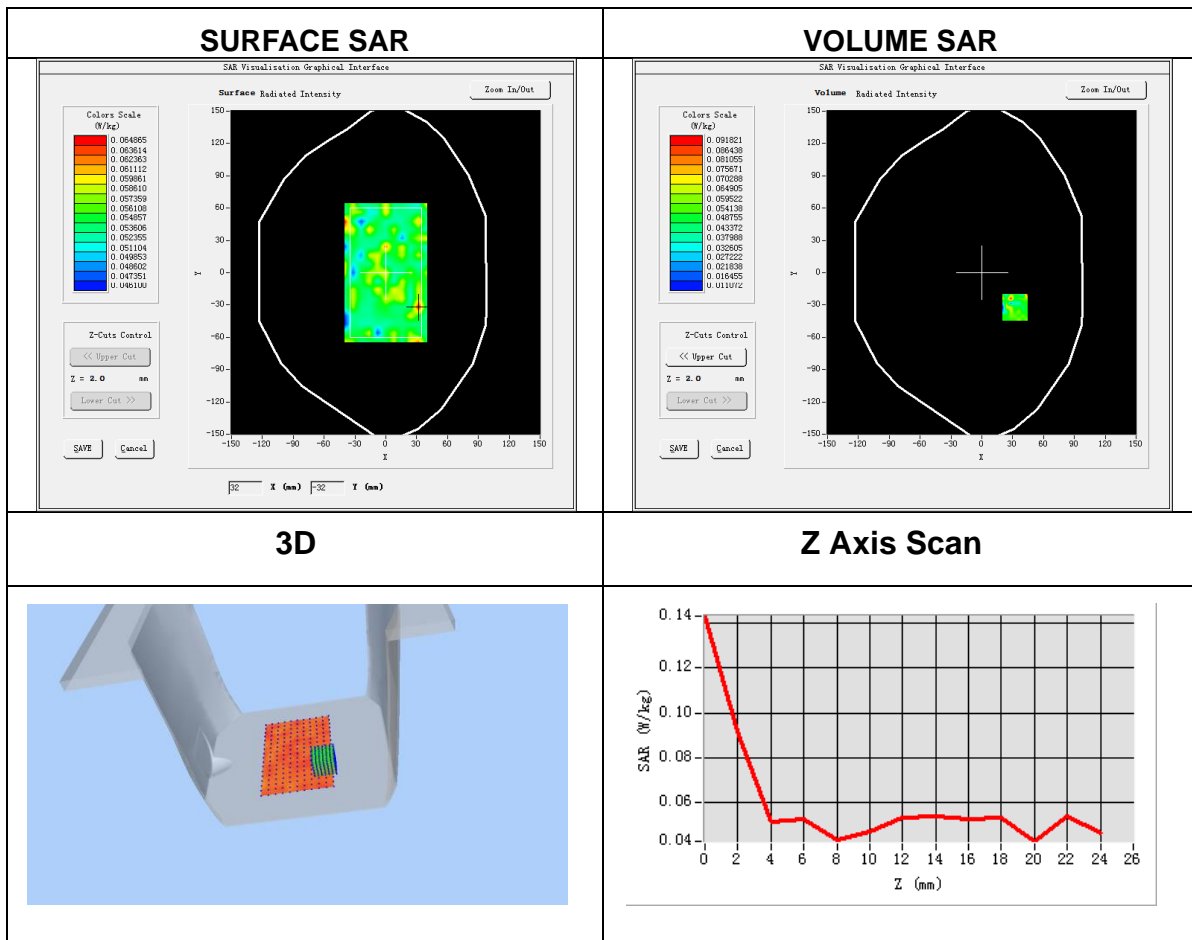 SURFACE SAR
SAR Visualisation Graphical Interface
Surface Radiated Intensity
Zoom In/Out
Colors Scale
(W/kg)
0.064865
0.063614
0.062363
0.061112
0.059861
0.058610
0.057359
0.056108
0.054857
0.053606
0.052355
0.051104
0.049853
0.048602
0.047351
0.046100
Z-Cuts Control
<< Upper Cut
Z = 2.0 mm
Lower Cut >>
SAVE Cancel
150
120
90
60
30
0
-30
-60
-90
-120
-150
Y
-150 -120 -90 -60 -30 0 30 60 90 120 150
X
32 X (mm) -32 Y (mm)
VOLUME SAR
SAR Visualisation Graphical Interface
Volume Radiated Intensity
Zoom In/Out
Colors Scale
(W/kg)
0.091821
0.086438
0.081055
0.075671
0.070288
0.064905
0.059522
0.054138
0.048755
0.043372
0.037988
0.032605
0.027222
0.021838
0.016455
0.011072
Z-Cuts Control
<< Upper Cut
Z = 2.0 mm
Lower Cut >>
SAVE Cancel
150
120
90
60
30
0
-30
-60
-90
-120
-150
Y
-150 -120 -90 -60 -30 0 30 60 90 120 150
X
3D
Z Axis Scan
0.14
0.12
0.10
0.08
0.06
0.04
SAR (W/kg)
0 2 4 6 8 10 12 14 16 18 20 22 24 26
Z (mm)